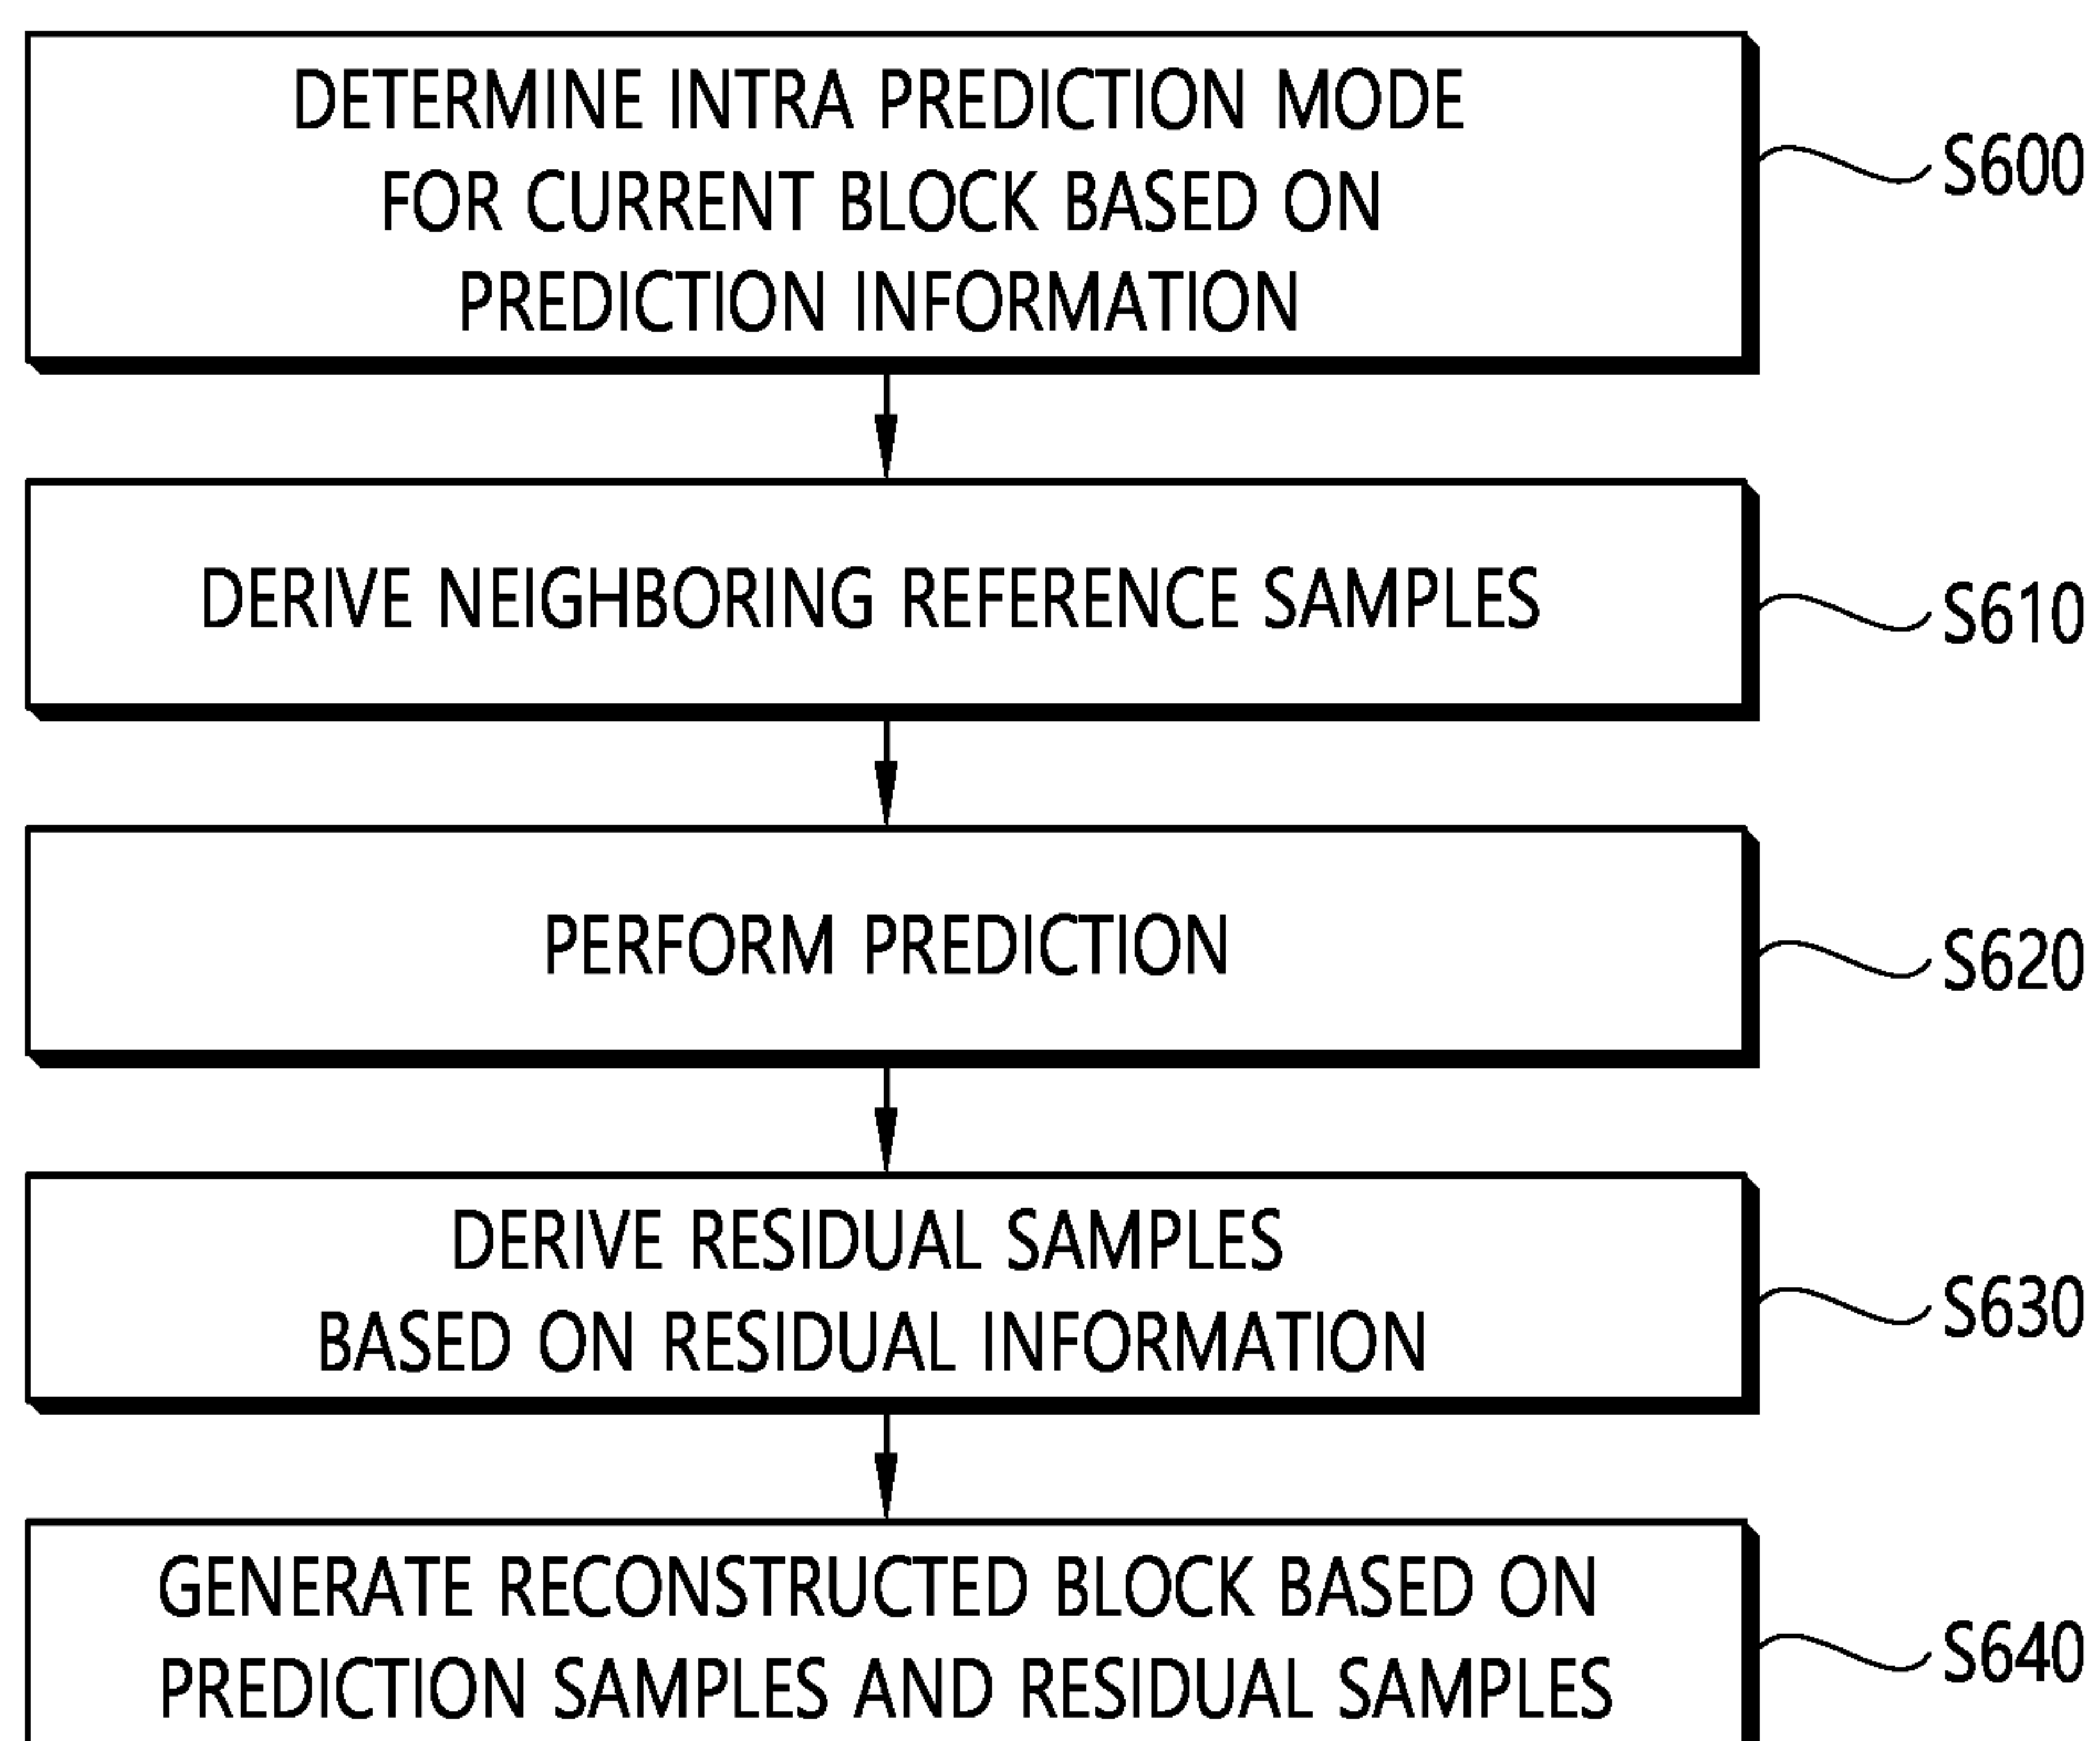 DETERMINE INTRA PREDICTION MODE
FOR CURRENT BLOCK BASED ON
PREDICTION INFORMATION
S600
DERIVE NEIGHBORING REFERENCE SAMPLES
S610
PERFORM PREDICTION
S620
DERIVE RESIDUAL SAMPLES
BASED ON RESIDUAL INFORMATION
S630
GENERATE RECONSTRUCTED BLOCK BASED ON
PREDICTION SAMPLES AND RESIDUAL SAMPLES
S640